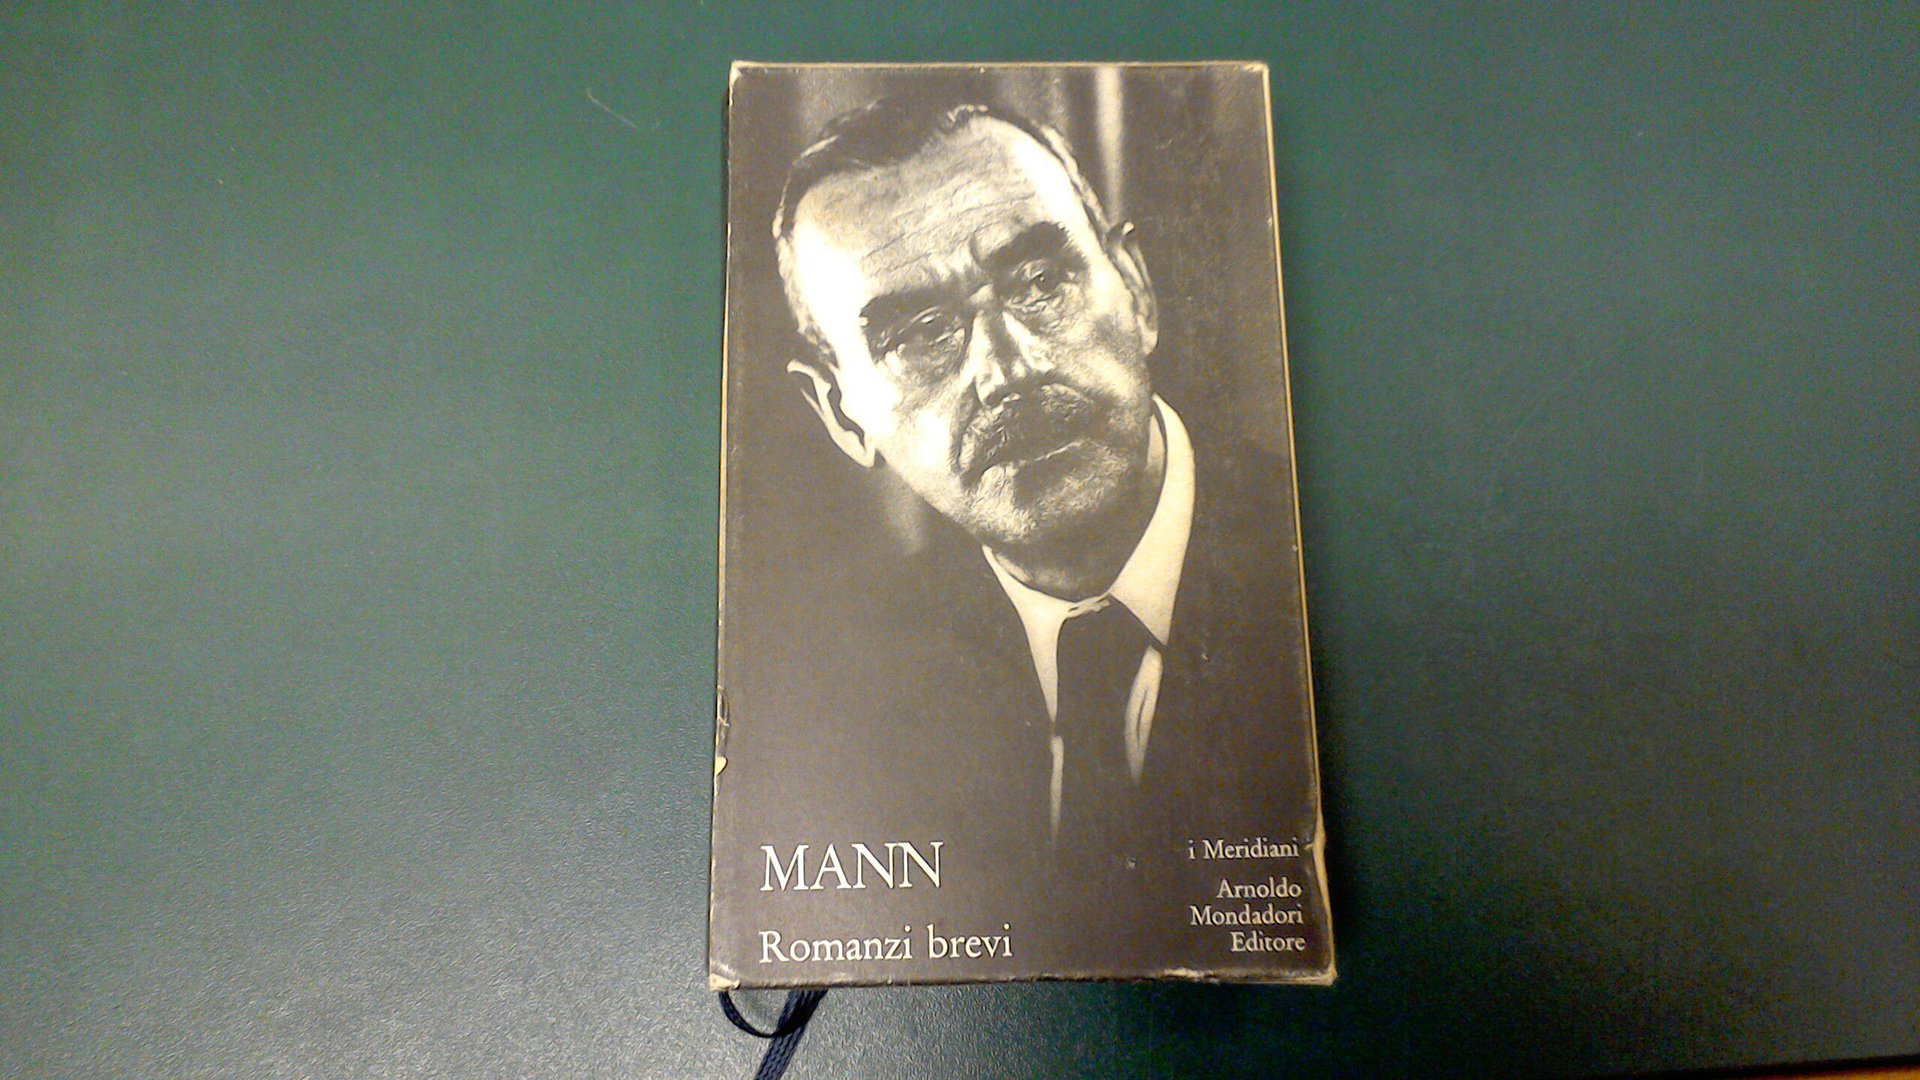 MANN
Romanzi brevi
i Meridiani
Arnoldo
Mondadori
Editore